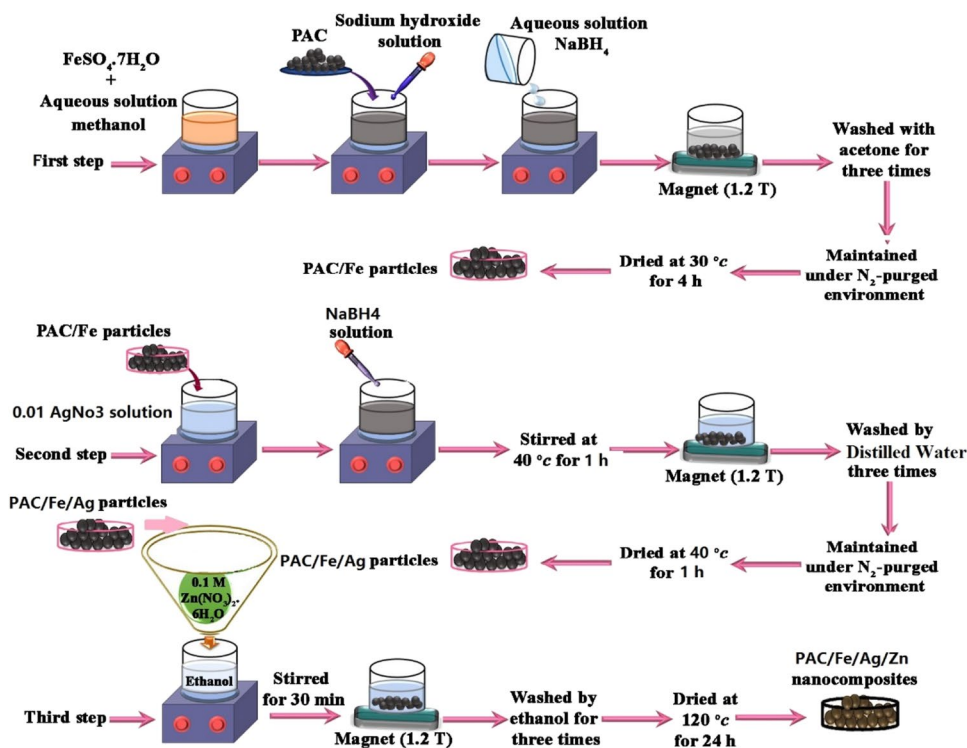 FeSO₄.7H₂O
+
Aqueous solution
methanol
First step
PAC
Sodium hydroxide
solution
Aqueous solution
NaBH₄
Magnet (1.2 T)
Washed with
acetone for
three times
Maintained
under N₂-purged
environment
Dried at 30 °c
for 4 h
PAC/Fe particles
PAC/Fe particles
0.01 AgNo3 solution
Second step
NaBH4
solution
Stirred at
40 °c for 1 h
Magnet (1.2 T)
Washed by
Distilled Water
three times
Maintained
under N₂-purged
environment
Dried at 40 °c
for 1 h
PAC/Fe/Ag particles
PAC/Fe/Ag particles
0.1 M
Zn(NO₃)₂.
6H₂O
Ethanol
Third step
Stirred
for 30 min
Magnet (1.2 T)
Washed by
ethanol for
three times
Dried at
120 °c
for 24 h
PAC/Fe/Ag/Zn
nanocomposites